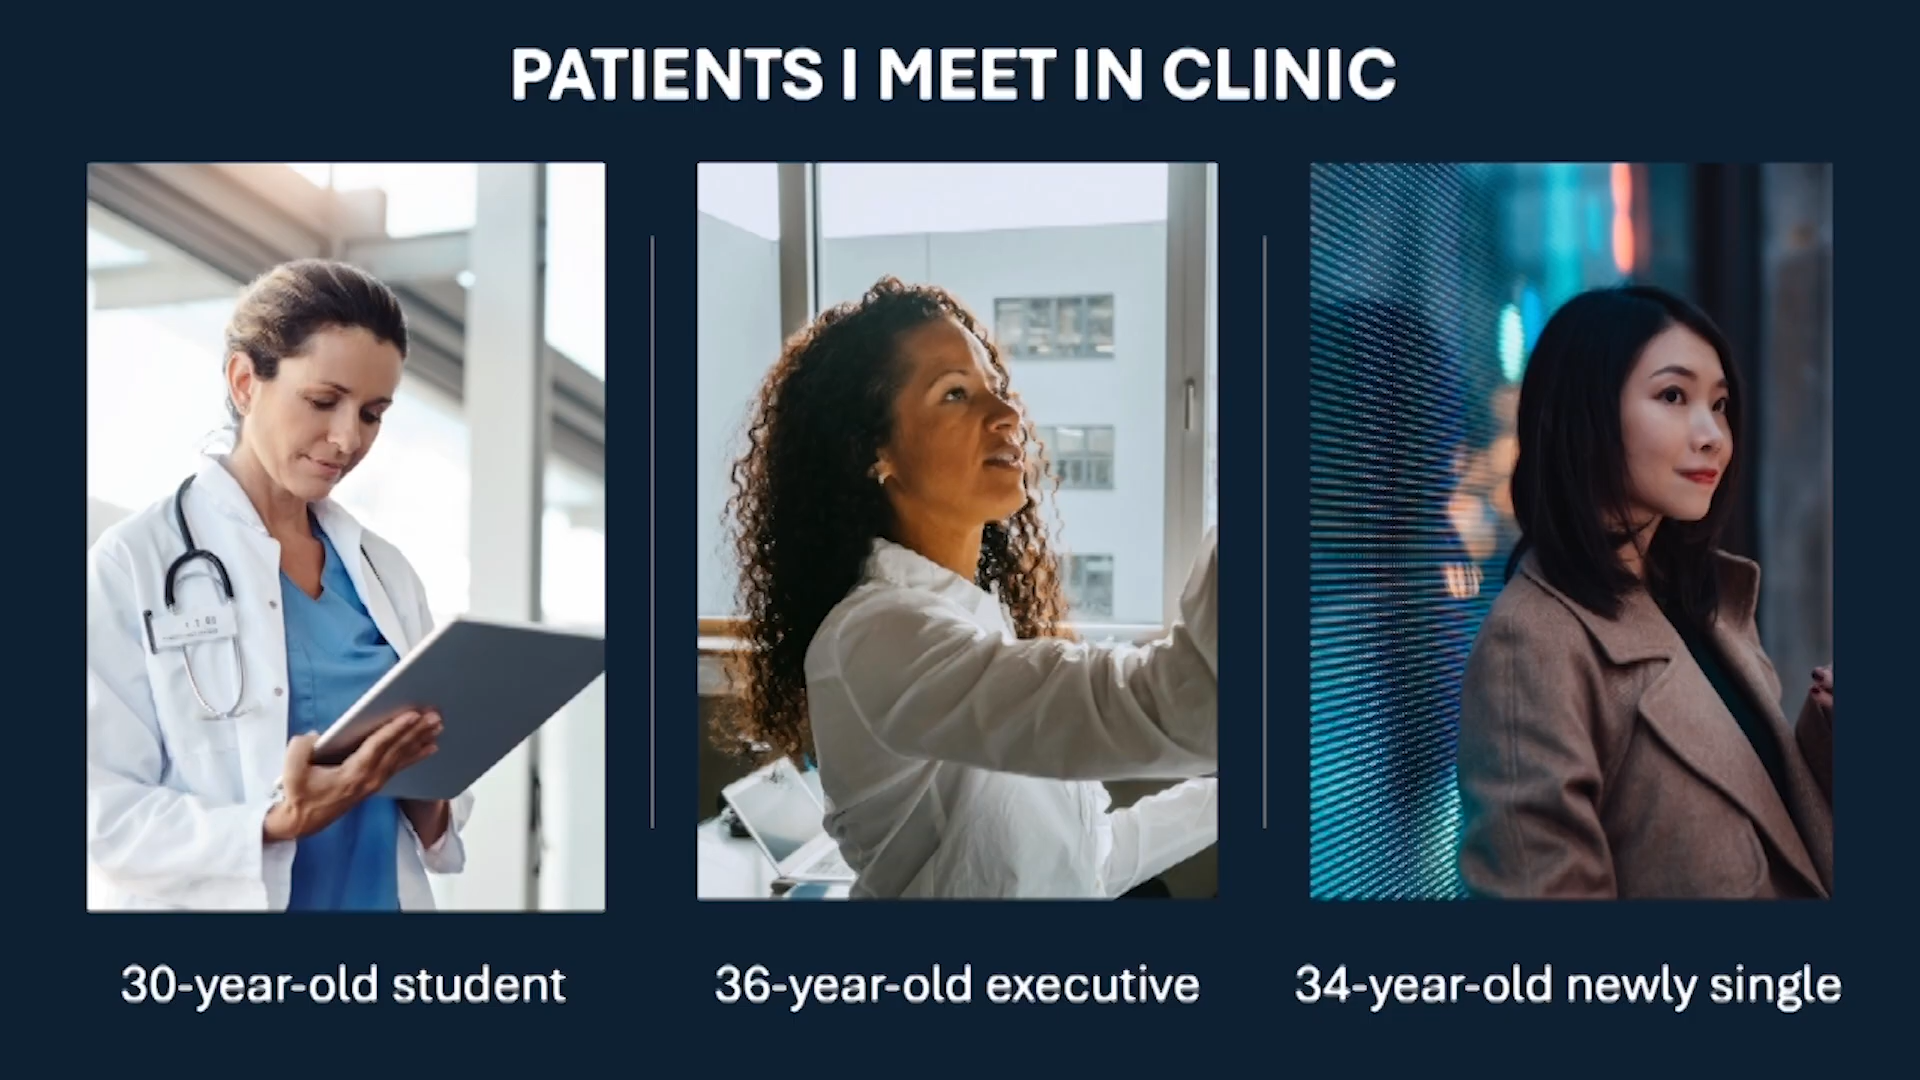 PATIENTS I MEET IN CLINIC
30-year-old student
36-year-old executive
34-year-old newly single